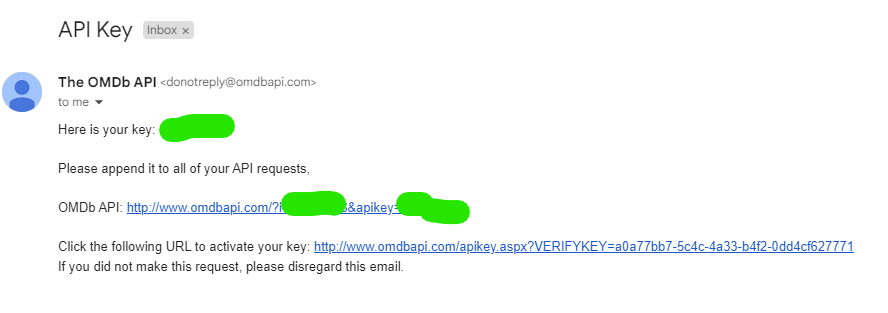 API Key Inbox ×
The OMDb API <donotreply@omdbapi.com>
to me
Here is your key:
Please append it to all of your API requests,
OMDb API: http://www.omdbapi.com/?i &apikey=
Click the following URL to activate your key: http://www.omdbapi.com/apikey.aspx?VERIFYKEY=a0a77bb7-5c4c-4a33-b4f2-0dd4cf627771
If you did not make this request, please disregard this email.